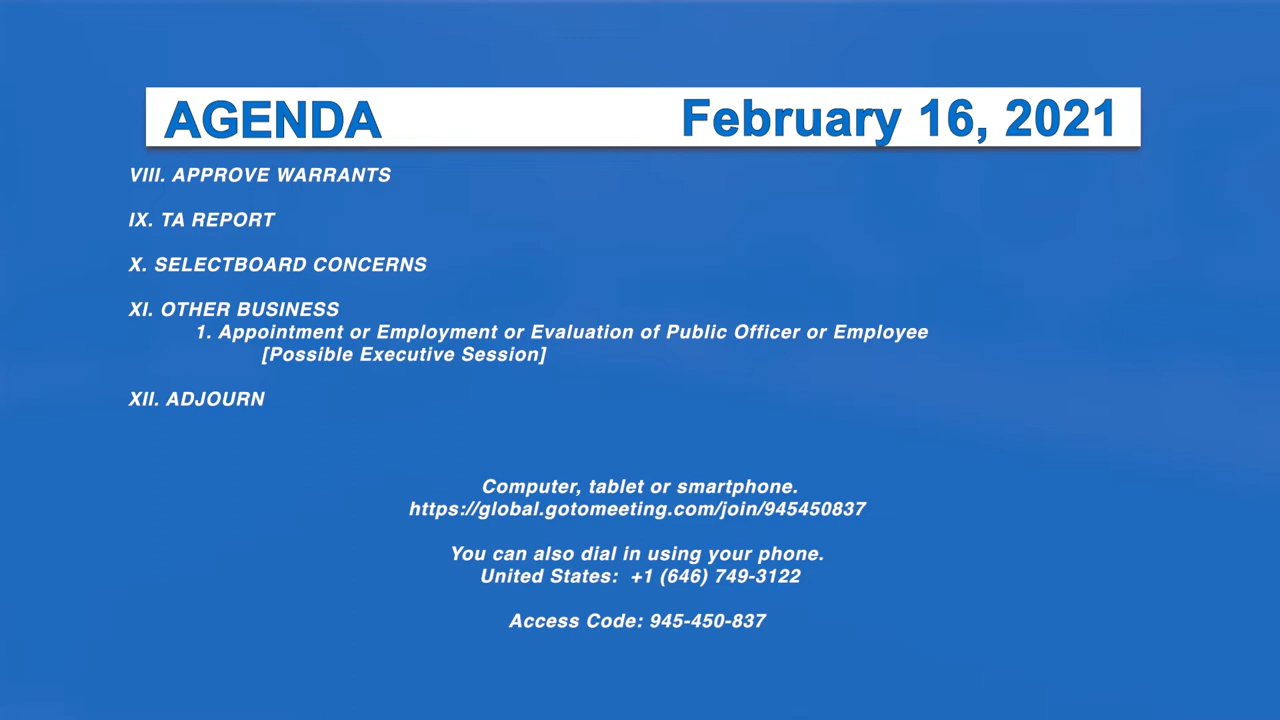 AGENDA February 16, 2021
VIII. APPROVE WARRANTS
IX. TA REPORT
X. SELECTBOARD CONCERNS
XI. OTHER BUSINESS
1. Appointment or Employment or Evaluation of Public Officer or Employee
[Possible Executive Session]
XII. ADJOURN
Computer, tablet or smartphone.
https://global.gotomeeting.com/join/945450837
You can also dial in using your phone.
United States:  +1 (646) 749-3122
Access Code: 945-450-837